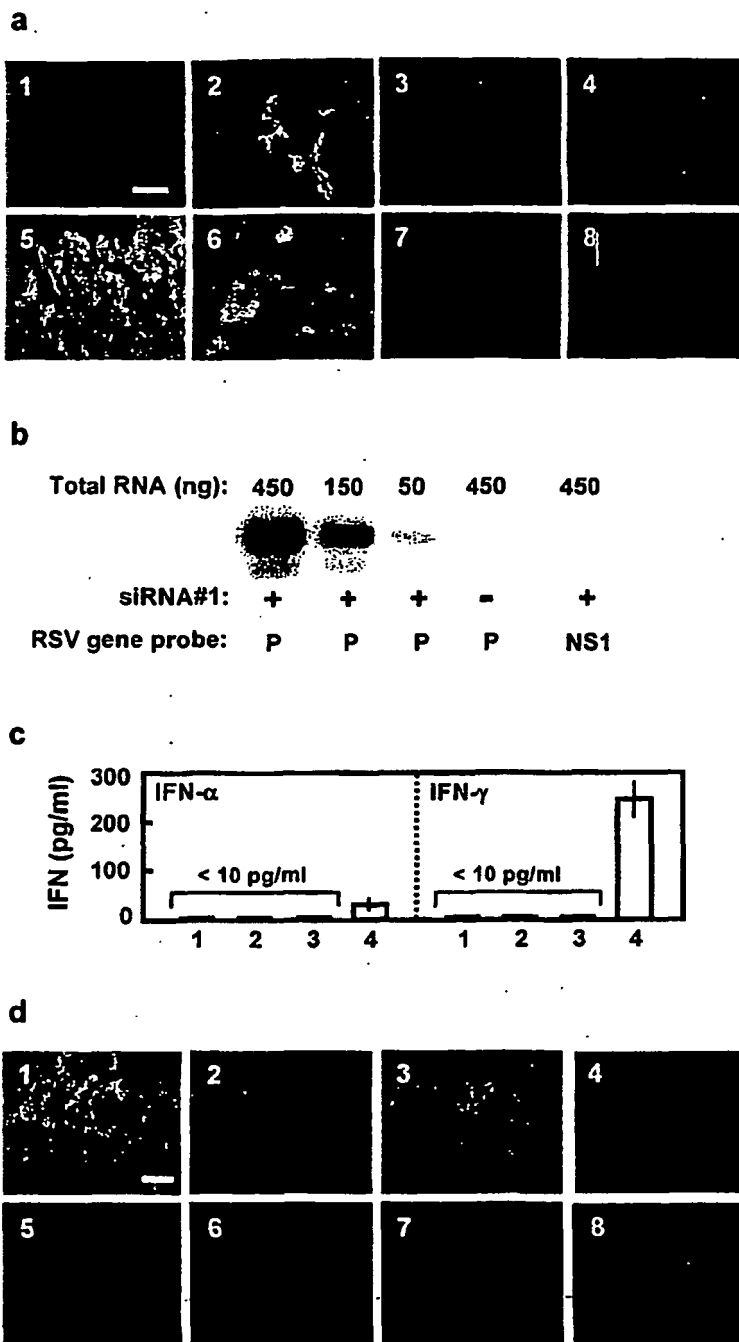 a
1 2 3 4
5 6 7 8
b
Total RNA (ng): 450 150 50 450 450
siRNA#1: + + + - +
RSV gene probe: P P P P NS1
c
300
IFN-α IFN-γ
200
IFN (pg/ml)
100
< 10 pg/ml < 10 pg/ml
0
1 2 3 4 1 2 3 4
d
1 2 3 4
5 6 7 8